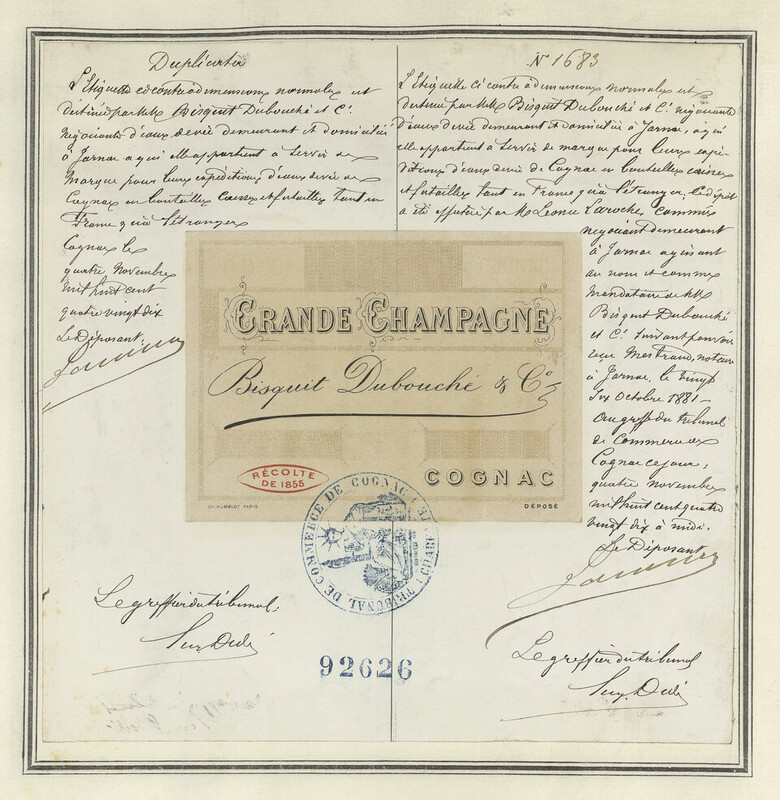 Duplicata
L'Etiquette ci contre à dimensions normales est
destinée par MM. Bisquit Dubouché et Cie
négociants d'eaux de vie demeurant et domiciliés
à Jarnac a qui elle appartient à servir de
Marque pour leurs expéditions d'eaux de vie de
Cognac en bouteilles caisses et futailles tant en
France qu'à l'étranger
Cognac le
quatre Novembre
mil huit cent
quatre vingt dix
Le Déposant:
Le greffier du tribunal,
N° 1683
L'Etiquette ci contre à dimensions normales est
destinée par MM Bisquit Dubouché et Cie négociants
d'eaux de vie demeurant et domiciliés à Jarnac, a qui
elle appartient à servir de marque pour leurs expé-
ditions d'eaux de vie de Cognac en bouteilles caisses
et futailles tant en France qu'à l'étranger, le dépôt
a été effectué par M Léonce Laroche commis
négociant demeurant
à Jarnac agissant
au nom et comme
mandataire de MM
Bisquit Dubouché
et Cie suivant pouvoir
reçu Mestraud, notaire
à Jarnac, le vingt
six Octobre 1881 –
au greffe du tribunal
de Commerce de
Cognac ce jour,
quatre novembre
mil huit cent quatre
vingt dix à midi.
Le Déposant
Le greffier du tribunal
GRANDE CHAMPAGNE
Bisquit Dubouché & Co
RÉCOLTE
DE 1855
COGNAC
CH. HUMBLOT PARIS
DÉPOSÉ
TRIBUNAL DE COMMERCE DE COGNAC
92626